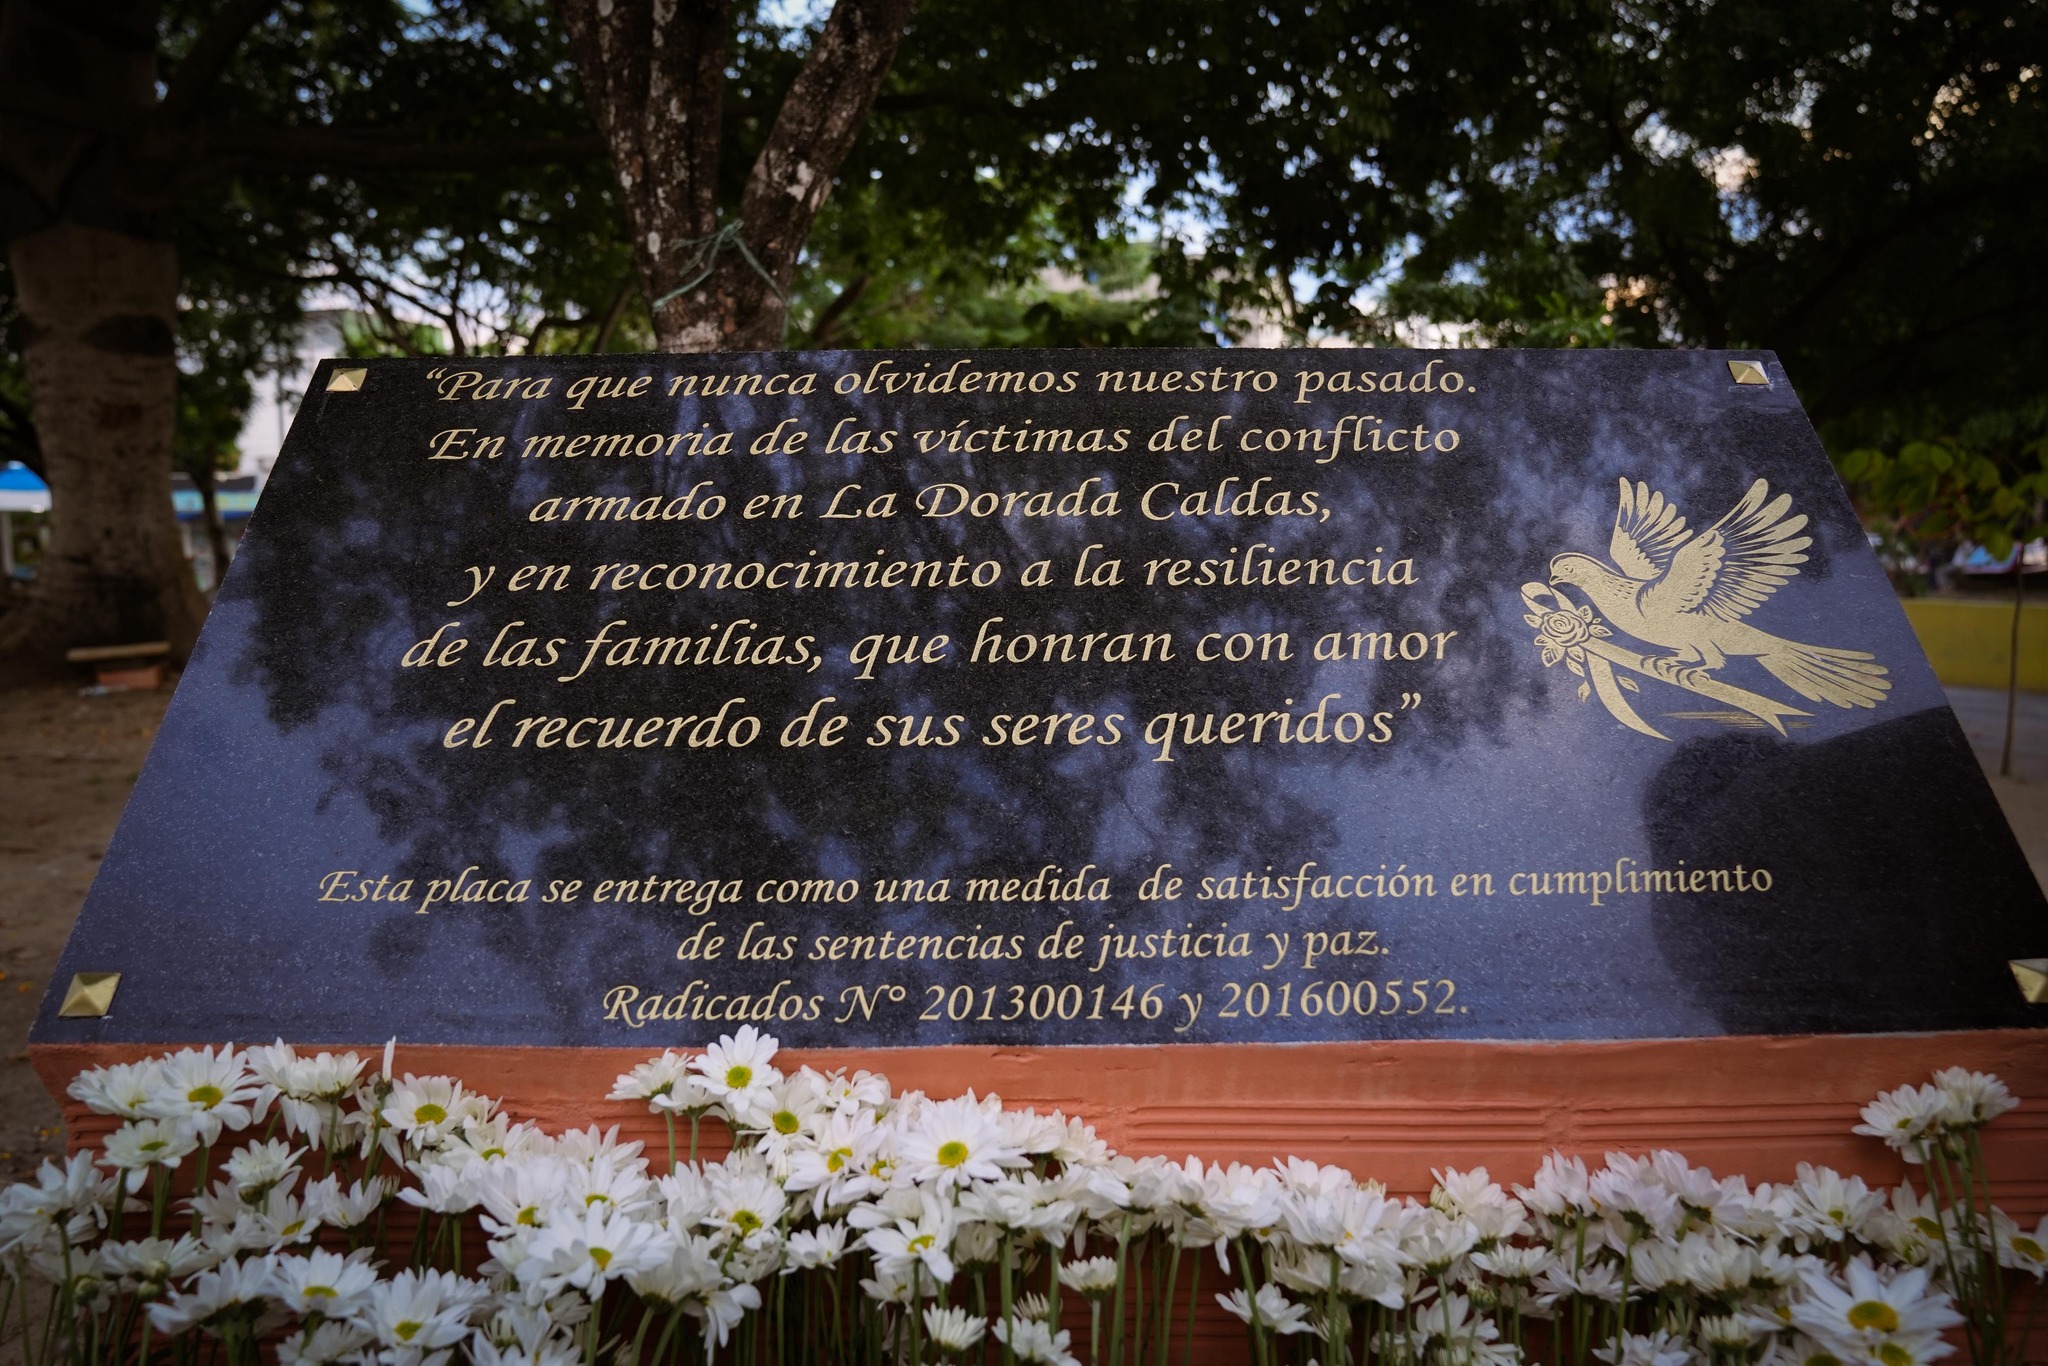 “Para que nunca olvidemos nuestro pasado.
En memoria de las víctimas del conflicto
armado en La Dorada Caldas,
y en reconocimiento a la resiliencia
de las familias, que honran con amor
el recuerdo de sus seres queridos”
Esta placa se entrega como una medida de satisfacción en cumplimiento
de las sentencias de justicia y paz.
Radicados N° 201300146 y 201600552.